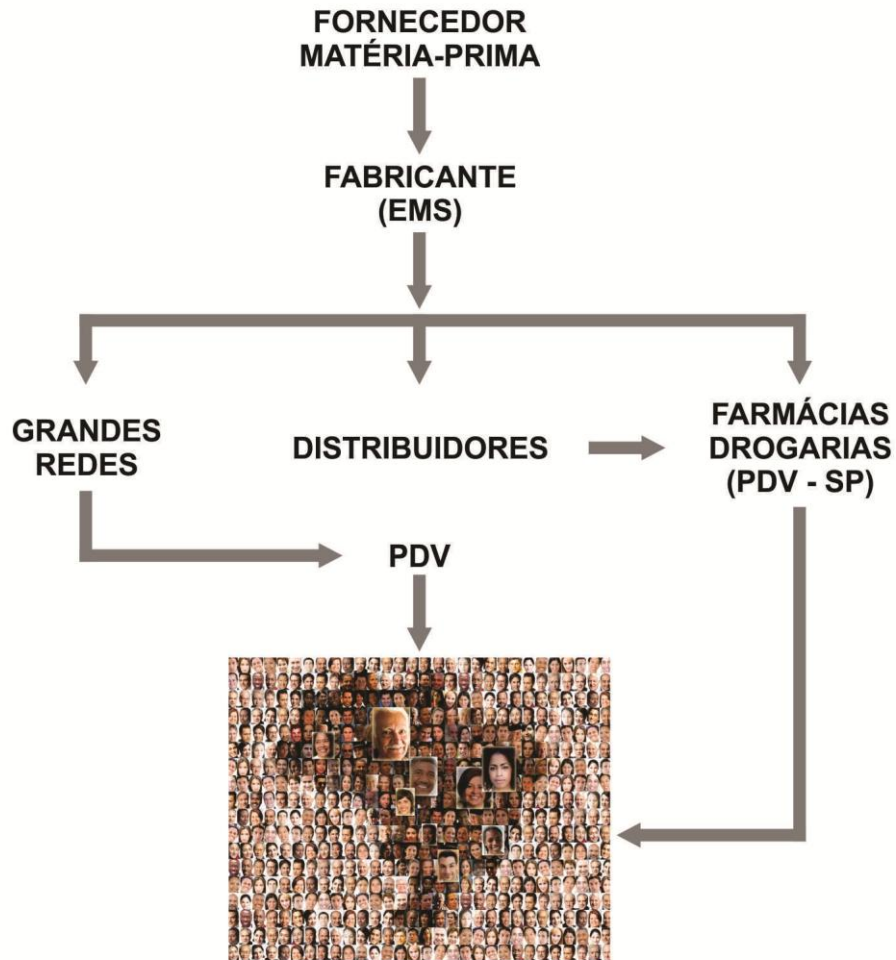 FORNECEDOR
MATÉRIA-PRIMA
FABRICANTE
(EMS)
GRANDES
REDES
DISTRIBUIDORES
FARMÁCIAS
DROGARIAS
(PDV - SP)
PDV